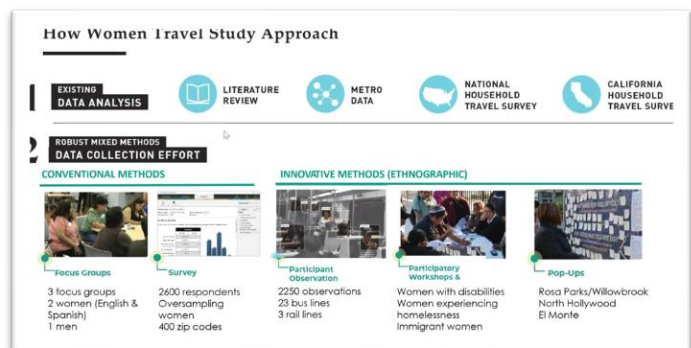 How Women Travel Study Approach
1
EXISTING
DATA ANALYSIS
LITERATURE
REVIEW
METRO
DATA
NATIONAL
HOUSEHOLD
TRAVEL SURVEY
CALIFORNIA
HOUSEHOLD
TRAVEL SURVE
2
ROBUST MIXED METHODS
DATA COLLECTION EFFORT
CONVENTIONAL METHODS
INNOVATIVE METHODS (ETHNOGRAPHIC)
Focus Groups
3 focus groups
2 women (English &
Spanish)
1 men
Survey
2600 respondents
Oversampling
women
400 zip codes
Participant
Observation
2250 observations
23 bus lines
3 rail lines
Participatory
Workshops &
Women with disabilities
Women experiencing
homelessness
Immigrant women
Pop-Ups
Rosa Parks/Willowbrook
North Hollywood
El Monte